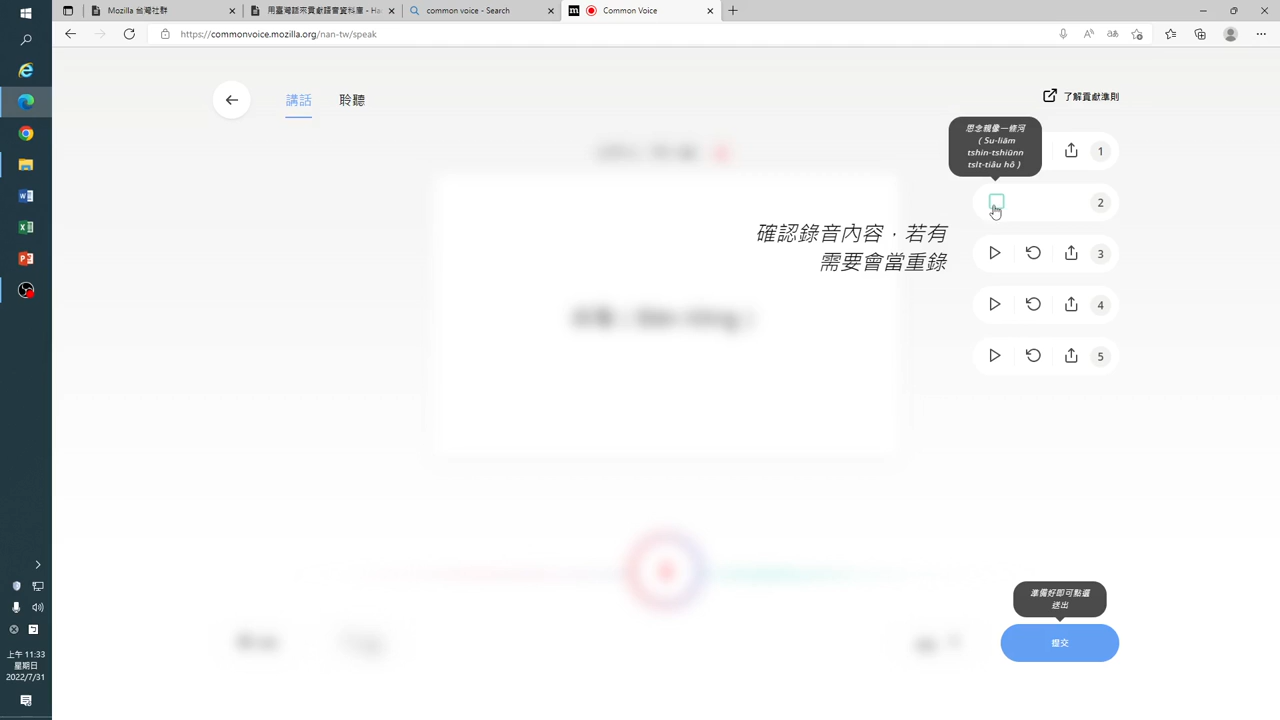 Mozilla 台灣社群
用臺灣話來貢獻語音資料庫 - Ha
common voice - Search
Common Voice
https://commonvoice.mozilla.org/nan-tw/speak
講話
聆聽
了解貢獻準則
思念親像一條河
( Su-liām
tshin-tshiūnn
tsi̍t-tiâu hô )
1
2
確認錄音內容，若有
需要會當重錄
3
4
5
準備好即可點選
送出
提交
上午 11:33
星期日
2022/7/31